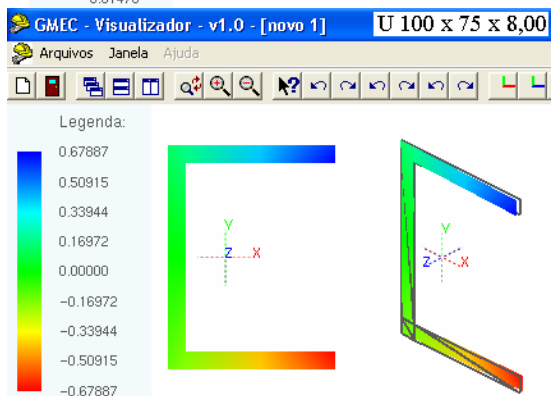 GMEC - Visualizador - v1.0 - [novo 1]
U 100 x 75 x 8,00
Arquivos Janela Ajuda
Legenda:
0.67887
0.50915
0.33944
0.16972
0.00000
-0.16972
-0.33944
-0.50915
-0.67887
Y
Z X
Y
Z X